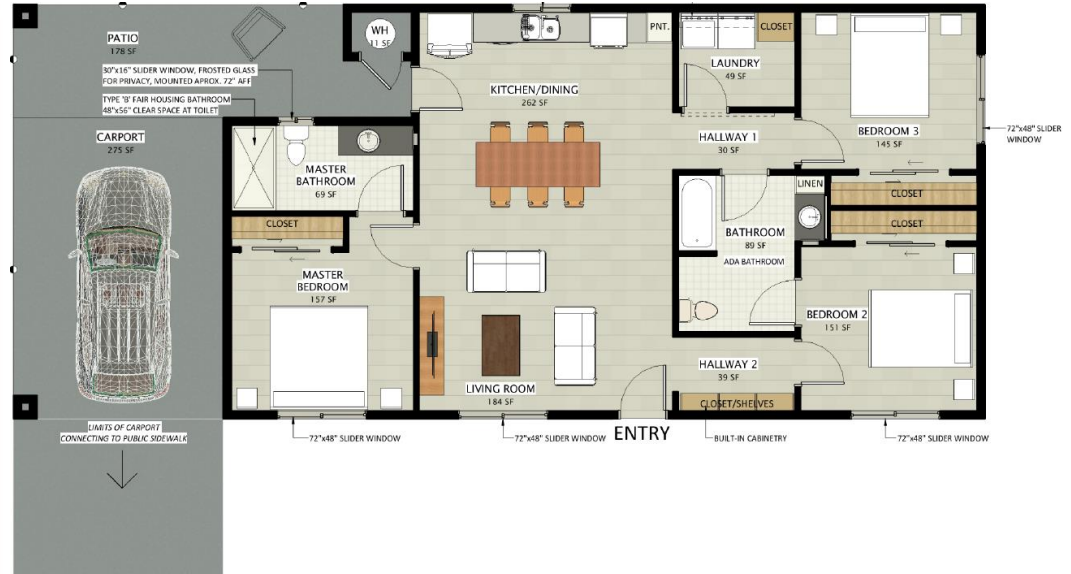 PATIO
178 SF
WH
11 SF
PNT.
CLOSET
LAUNDRY
49 SF
30"x16" SLIDER WINDOW, FROSTED GLASS
FOR PRIVACY, MOUNTED APROX. 72" AFF
TYPE 'B' FAIR HOUSING BATHROOM
48"x56" CLEAR SPACE AT TOILET
KITCHEN/DINING
262 SF
CARPORT
275 SF
HALLWAY 1
30 SF
BEDROOM 3
145 SF
72"x48" SLIDER
WINDOW
MASTER
BATHROOM
69 SF
LINEN
CLOSET
CLOSET
CLOSET
BATHROOM
89 SF
ADA BATHROOM
MASTER
BEDROOM
157 SF
BEDROOM 2
151 SF
HALLWAY 2
39 SF
LIVING ROOM
184 SF
CLOSET/SHELVES
LIMITS OF CARPORT
CONNECTING TO PUBLIC SIDEWALK
72"x48" SLIDER WINDOW
72"x48" SLIDER WINDOW
ENTRY
BUILT-IN CABINETRY
72"x48" SLIDER WINDOW